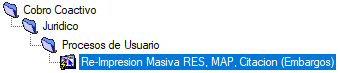 Cobro Coactivo
Juridico
Procesos de Usuario
Re-Impresion Masiva RES, MAP, Citacion (Embargos)